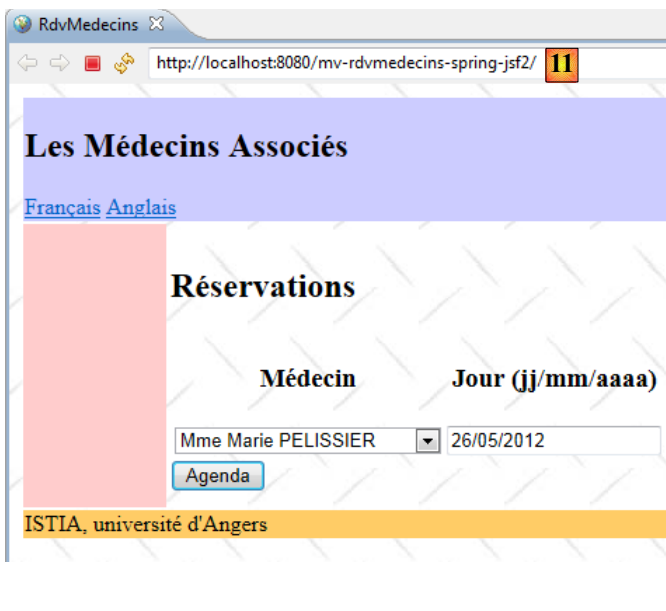 RdvMedecins
http://localhost:8080/mv-rdvmedecins-spring-jsf2/ 11
Les Médecins Associés
Français Anglais
Réservations
Médecin Jour (jj/mm/aaaa)
Mme Marie PELISSIER 26/05/2012
Agenda
ISTIA, université d'Angers